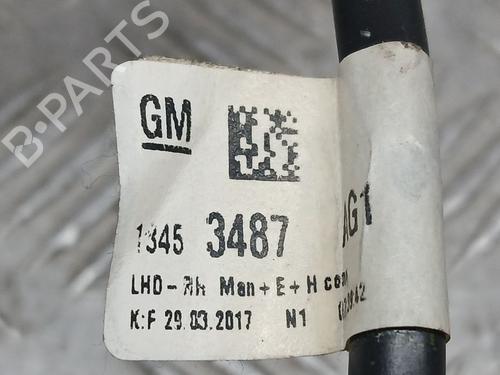 B-PARTS
GM
1345 3487
AG1
LHD-RH Man+E+H
K:F 29.03.2017 N1